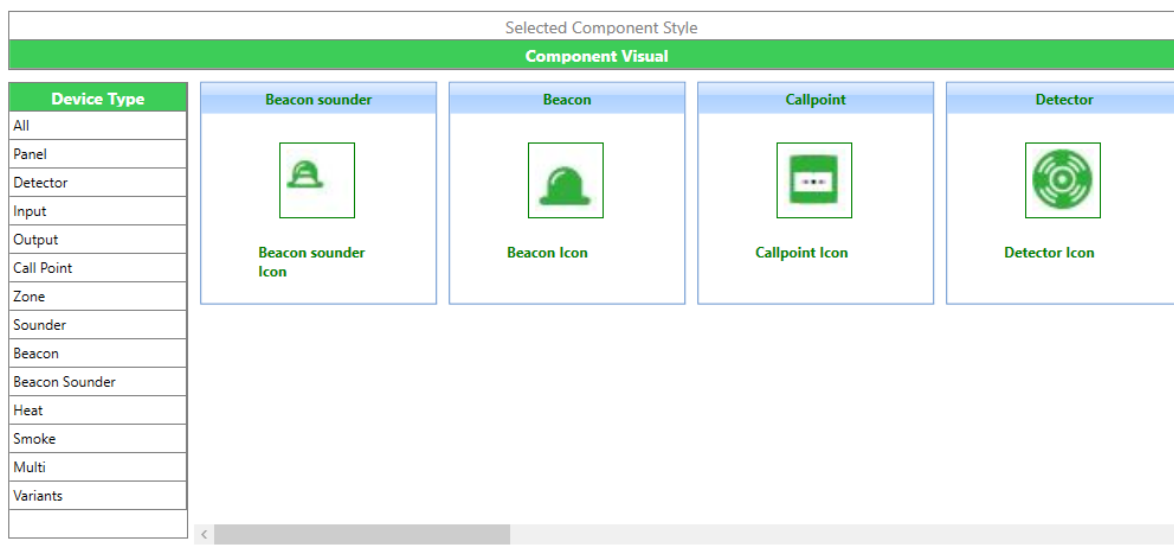 Selected Component Style
Component Visual
Device Type
All
Panel
Detector
Input
Output
Call Point
Zone
Sounder
Beacon
Beacon Sounder
Heat
Smoke
Multi
Variants
Beacon sounder
Beacon sounder
Icon
Beacon
Beacon Icon
Callpoint
Callpoint Icon
Detector
Detector Icon